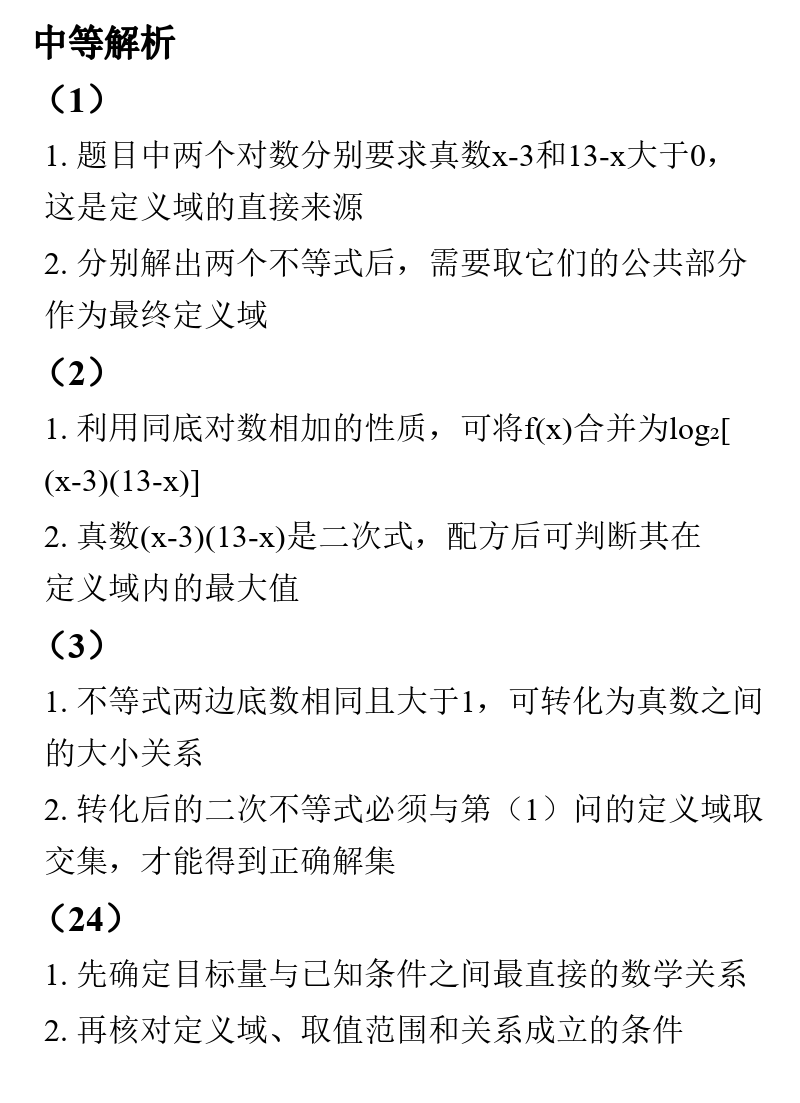 中等解析
（1）
1. 题目中两个对数分别要求真数x-3和13-x大于0，
这是定义域的直接来源
2. 分别解出两个不等式后，需要取它们的公共部分
作为最终定义域
（2）
1. 利用同底对数相加的性质，可将f(x)合并为log₂[
(x-3)(13-x)]
2. 真数(x-3)(13-x)是二次式，配方后可判断其在
定义域内的最大值
（3）
1. 不等式两边底数相同且大于1，可转化为真数之间
的大小关系
2. 转化后的二次不等式必须与第（1）问的定义域取
交集，才能得到正确解集
（24）
1. 先确定目标量与已知条件之间最直接的数学关系
2. 再核对定义域、取值范围和关系成立的条件